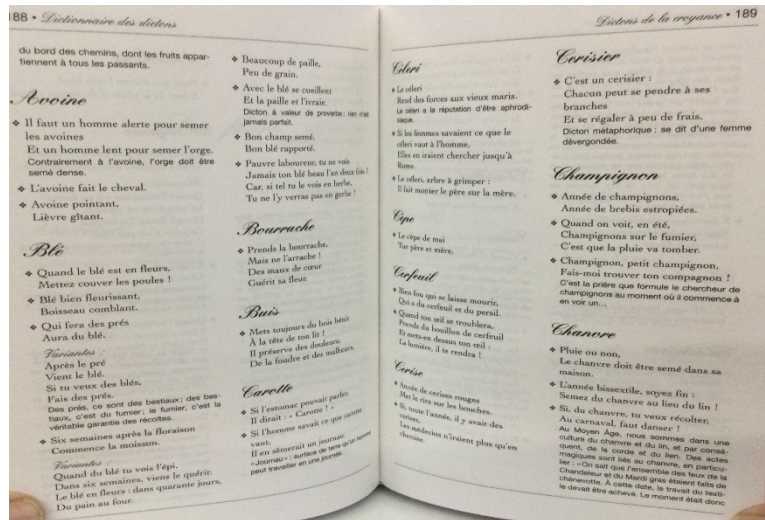 88 • Dictionnaire des dictons
du bord des chemins, dont les fruits appar-
tiennent à tous les passants.
Avoine
❖ Il faut un homme alerte pour semer
les avoines
Et un homme lent pour semer l'orge.
Contrairement à l'avoine, l'orge doit être
semé dense.
❖ L'avoine fait le cheval.
❖ Avoine pointant,
Lièvre gîtant.
Blé
❖ Quand le blé est en fleurs,
Mettez couver les poules !
❖ Blé bien fleurissant,
Boisseau comblant.
❖ Qui fera des prés
Aura du blé.
Variantes :
Après le pré
Vient le blé.
Si tu veux des blés,
Fais des prés.
Des prés, ce sont des bestiaux; des bes-
tiaux, c'est du fumier; le fumier, c'est la
véritable garantie des récoltes.
❖ Six semaines après la floraison
Commence la moisson.
Variantes :
Quand du blé tu vois l'épi,
Dans six semaines, viens le quérir.
Le blé en fleurs : dans quarante jours,
Du pain au four.
❖ Beaucoup de paille,
Peu de grain.
❖ Avec le blé se cueillent
Et la paille et l'ivraie.
Dicton à valeur de proverbe : rien n'est
jamais parfait.
❖ Bon champ semé,
Bon blé rapporté.
❖ Pauvre laboureur, tu ne vois
Jamais ton blé beau l'an deux fois !
Car, si tel tu le vois en herbe,
Tu ne l'y verras pas en gerbe !
Bourrache
❖ Prends la bourrache,
Mais ne l'arrache !
Des maux de cœur
Guérit sa fleur.
Buis
❖ Mets toujours du bois bénit
À la tête de ton lit !
Il préserve des douleurs,
De la foudre et des malheurs.
Carotte
❖ Si l'estomac pouvait parler,
Il dirait : « Carotte ! »
❖ Si l'homme savait ce que carotte
vaut,
Il en sèmerait un journau.
«Journau» : surface de terre qu'un homme
peut travailler en une journée.
Dictons de la croyance • 189
Céleri
❖ Le céleri
Rend des forces aux vieux maris.
Le céleri a la réputation d'être aphrodi-
siaque.
❖ Si les femmes savaient ce que le
céleri vaut à l'homme,
Elles en iraient chercher jusqu'à
Rome.
❖ Le céleri, arbre à grimper :
Il fait monter le père sur la mère.
Cèpe
❖ Le cèpe de mai
Tue père et mère.
Cerfeuil
❖ Bien fou qui se laisse mourir,
Qui a du cerfeuil et du persil.
❖ Quand ton œil se troublera,
Prends du bouillon de cerfeuil
Et mets-en dessus ton œil :
La lumière, il te rendra !
Cerise
❖ Année de cerises rouges
Met le rire sur les bouches.
❖ Si, toute l'année, il y avait des
cerises,
Les médecins n'iraient plus qu'en
chemise.
Cerisier
❖ C'est un cerisier :
Chacun peut se pendre à ses
branches
Et se régaler à peu de frais.
Dicton métaphorique : se dit d'une femme
dévergondée.
Champignon
❖ Année de champignons,
Année de brebis estropiées.
❖ Quand on voit, en été,
Champignons sur le fumier,
C'est que la pluie va tomber.
❖ Champignon, petit champignon,
Fais-moi trouver ton compagnon !
C'est la prière que formule le chercheur de
champignons au moment où il commence à
en voir un...
Chanvre
❖ Pluie ou non,
Le chanvre doit être semé dans sa
maison.
❖ L'année bissextile, soyez fin :
Semez du chanvre au lieu du lin !
❖ Si, du chanvre, tu veux récolter,
Au carnaval, faut danser !
Au Moyen Âge, nous sommes dans une
culture du chanvre et du lin, et par consé-
quent, de la corde et du lien. Des actes
magiques sont liés au chanvre, en particu-
lier : «On sait que l'ensemble des feux de la
Chandeleur et du Mardi gras étaient faits de
chènevotte. À cette date, le travail du texti-
le devait être achevé. Le moment était donc